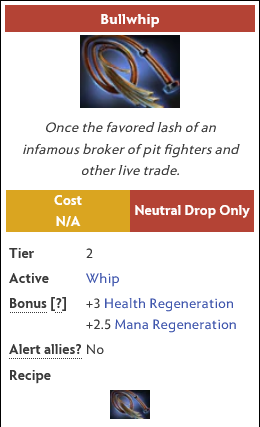 Bullwhip
Once the favored lash of an
infamous broker of pit fighters and
other live trade.
Cost
N/A
Neutral Drop Only
Tier 2
Active Whip
Bonus [?] +3 Health Regeneration
+2.5 Mana Regeneration
Alert allies? No
Recipe